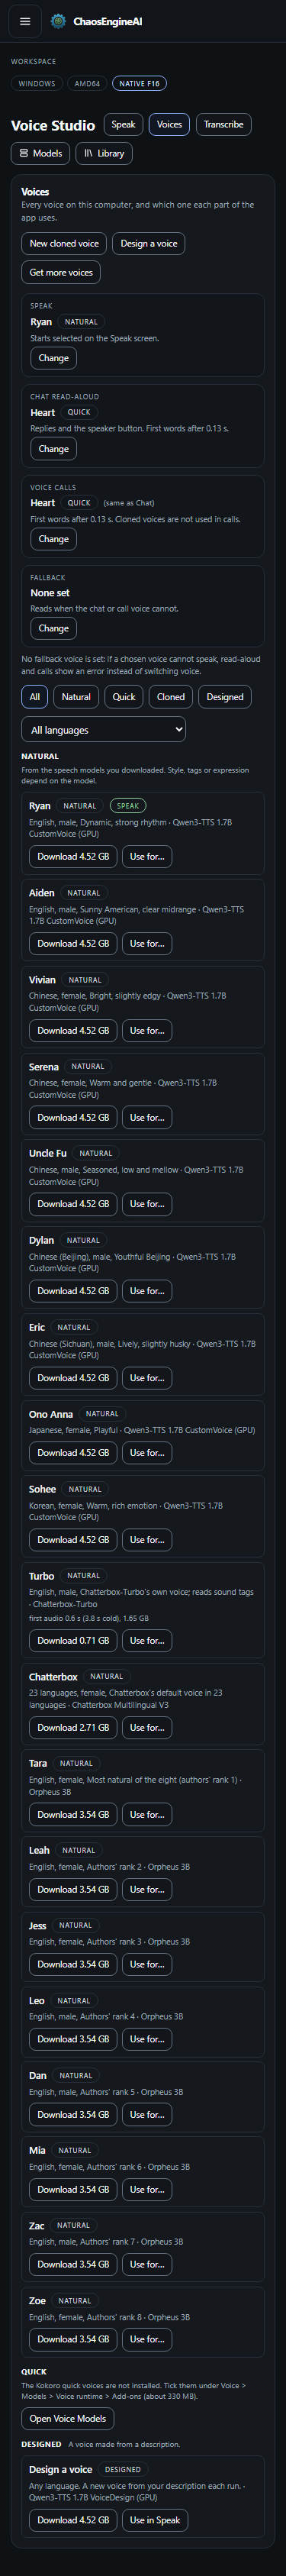 ChaosEngineAI
WORKSPACE
WINDOWS AMD64 NATIVE F16
Voice Studio Speak Voices Transcribe
Models Library
Voices
Every voice on this computer, and which one each part of the
app uses.
New cloned voice Design a voice
Get more voices
SPEAK
Ryan NATURAL
Starts selected on the Speak screen.
Change
CHAT READ-ALOUD
Heart QUICK
Replies and the speaker button. First words after 0.13 s.
Change
VOICE CALLS
Heart QUICK (same as Chat)
First words after 0.13 s. Cloned voices are not used in calls.
Change
FALLBACK
None set
Reads when the chat or call voice cannot.
Change
No fallback voice is set: if a chosen voice cannot speak, read-aloud
and calls show an error instead of switching voice.
All Natural Quick Cloned Designed
All languages
NATURAL
From the speech models you downloaded. Style, tags or expression
depend on the model.
Ryan NATURAL SPEAK
English, male, Dynamic, strong rhythm · Qwen3-TTS 1.7B
CustomVoice (GPU)
Download 4.52 GB Use for...
Aiden NATURAL
English, male, Sunny American, clear midrange · Qwen3-TTS
1.7B CustomVoice (GPU)
Download 4.52 GB Use for...
Vivian NATURAL
Chinese, female, Bright, slightly edgy · Qwen3-TTS 1.7B
CustomVoice (GPU)
Download 4.52 GB Use for...
Serena NATURAL
Chinese, female, Warm and gentle · Qwen3-TTS 1.7B
CustomVoice (GPU)
Download 4.52 GB Use for...
Uncle Fu NATURAL
Chinese, male, Seasoned, low and mellow · Qwen3-TTS 1.7B
CustomVoice (GPU)
Download 4.52 GB Use for...
Dylan NATURAL
Chinese (Beijing), male, Youthful Beijing · Qwen3-TTS 1.7B
CustomVoice (GPU)
Download 4.52 GB Use for...
Eric NATURAL
Chinese (Sichuan), male, Lively, slightly husky · Qwen3-TTS 1.7B
CustomVoice (GPU)
Download 4.52 GB Use for...
Ono Anna NATURAL
Japanese, female, Playful · Qwen3-TTS 1.7B CustomVoice (GPU)
Download 4.52 GB Use for...
Sohee NATURAL
Korean, female, Warm, rich emotion · Qwen3-TTS 1.7B
CustomVoice (GPU)
Download 4.52 GB Use for...
Turbo NATURAL
English, male, Chatterbox-Turbo's own voice; reads sound tags
· Chatterbox-Turbo
first audio 0.6 s (3.8 s cold), 1.65 GB
Download 0.71 GB Use for...
Chatterbox NATURAL
23 languages, female, Chatterbox's default voice in 23
languages · Chatterbox Multilingual V3
Download 2.71 GB Use for...
Tara NATURAL
English, female, Most natural of the eight (authors' rank 1) ·
Orpheus 3B
Download 3.54 GB Use for...
Leah NATURAL
English, female, Authors' rank 2 · Orpheus 3B
Download 3.54 GB Use for...
Jess NATURAL
English, female, Authors' rank 3 · Orpheus 3B
Download 3.54 GB Use for...
Leo NATURAL
English, male, Authors' rank 4 · Orpheus 3B
Download 3.54 GB Use for...
Dan NATURAL
English, male, Authors' rank 5 · Orpheus 3B
Download 3.54 GB Use for...
Mia NATURAL
English, female, Authors' rank 6 · Orpheus 3B
Download 3.54 GB Use for...
Zac NATURAL
English, male, Authors' rank 7 · Orpheus 3B
Download 3.54 GB Use for...
Zoe NATURAL
English, female, Authors' rank 8 · Orpheus 3B
Download 3.54 GB Use for...
QUICK
The Kokoro quick voices are not installed. Tick them under Voice >
Models > Voice runtime > Add-ons (about 330 MB).
Open Voice Models
DESIGNED A voice made from a description.
Design a voice DESIGNED
Any language. A new voice from your description each run. ·
Qwen3-TTS 1.7B VoiceDesign (GPU)
Download 4.52 GB Use in Speak